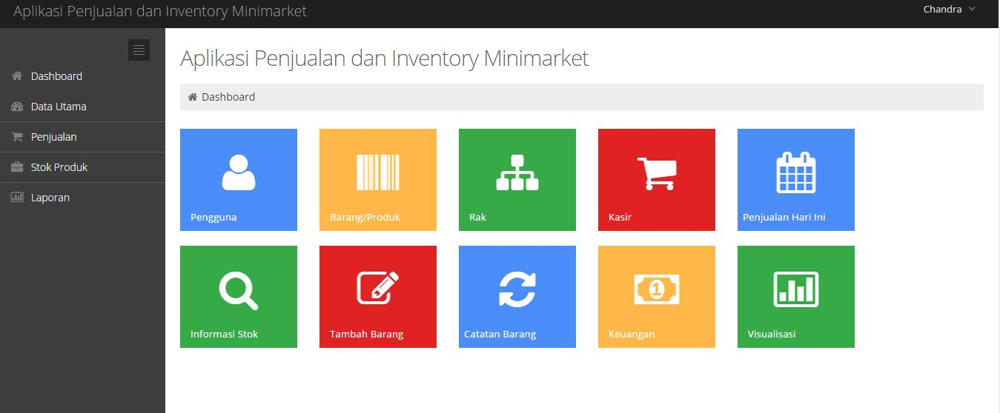 Aplikasi Penjualan dan Inventory Minimarket
Chandra
Dashboard
Data Utama
Penjualan
Stok Produk
Laporan
Aplikasi Penjualan dan Inventory Minimarket
Dashboard
Pengguna
Barang/Produk
Rak
Kasir
Penjualan Hari Ini
Informasi Stok
Tambah Barang
Catatan Barang
1
Keuangan
Visualisasi